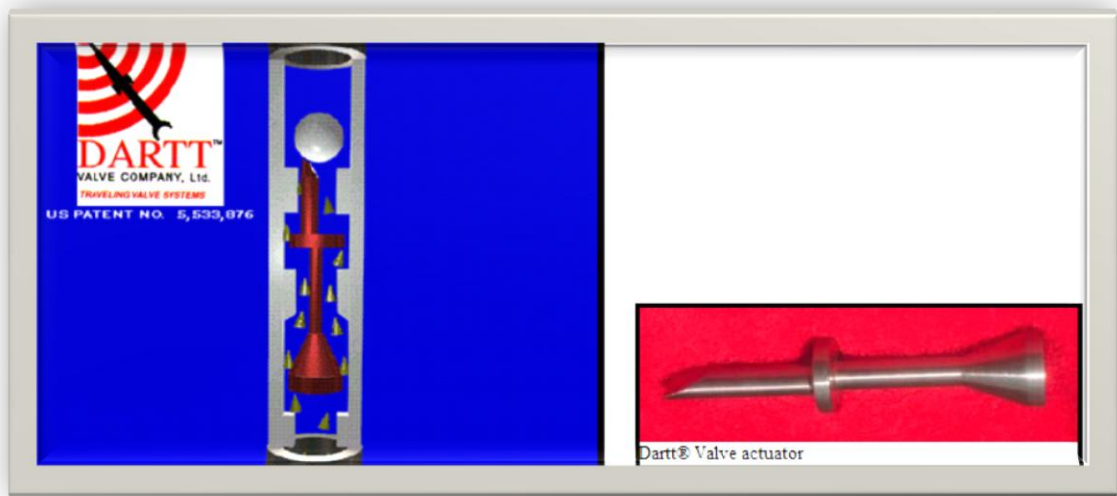 DARTT™
VALVE COMPANY, Ltd.
TRAVELING VALVE SYSTEMS
US PATENT NO. 5,533,876
Dartt® Valve actuator